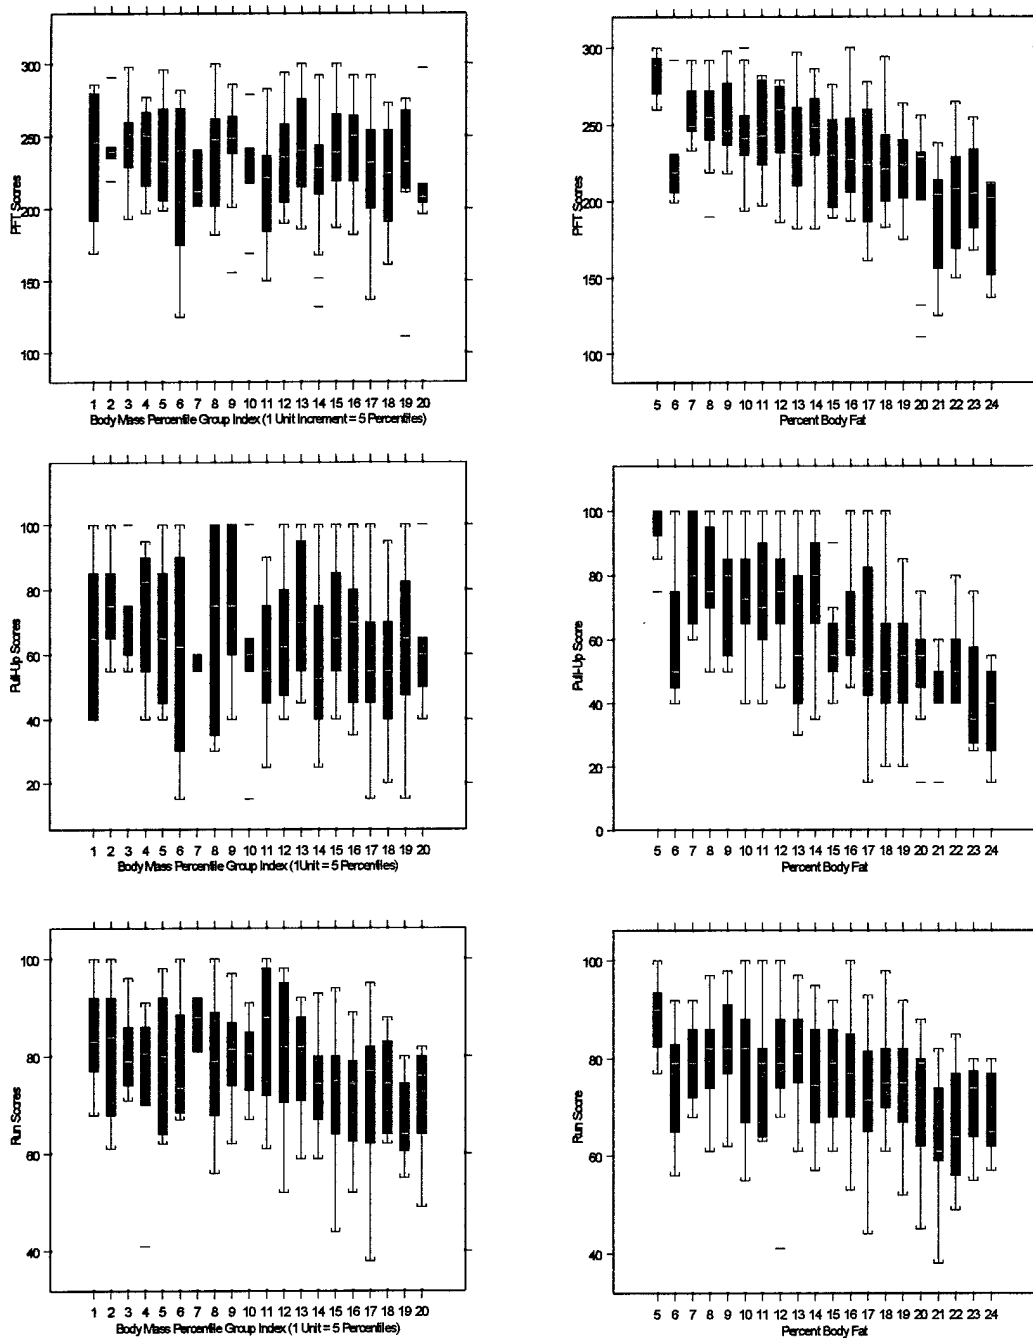 PFT Scores
300
250
200
150
100
1 2 3 4 5 6 7 8 9 10 11 12 13 14 15 16 17 18 19 20
Body Mass Percentile Group Index (1 Unit Increment = 5 Percentiles)
PFT Scores
300
250
200
150
100
5 6 7 8 9 10 11 12 13 14 15 16 17 18 19 20 21 22 23 24
Percent Body Fat
Pull-Up Scores
100
80
60
40
20
1 2 3 4 5 6 7 8 9 10 11 12 13 14 15 16 17 18 19 20
Body Mass Percentile Group Index (1Unit = 5 Percentiles)
Pull-Up Score
100
80
60
40
20
0
5 6 7 8 9 10 11 12 13 14 15 16 17 18 19 20 21 22 23 24
Percent Body Fat
Run Scores
100
80
60
40
1 2 3 4 5 6 7 8 9 10 11 12 13 14 15 16 17 18 19 20
Body Mass Percentile Group Index (1 Unit = 5 Percentiles)
Run Score
100
80
60
40
5 6 7 8 9 10 11 12 13 14 15 16 17 18 19 20 21 22 23 24
Percent Body Fat